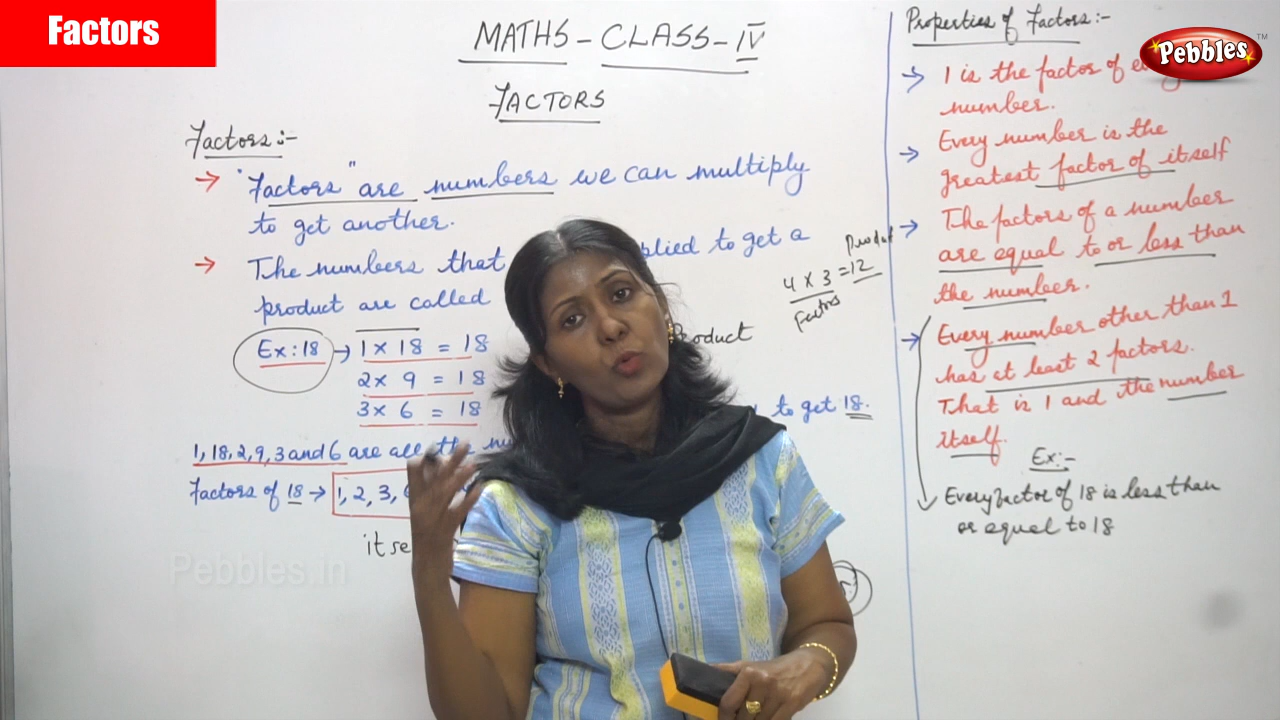 Factors
MATHS - CLASS - IV
FACTORS
Factors :-
→ "Factors" are numbers we can multiply
to get another.
→ The numbers that plied to get a
product are called
Ex: 18 → 1 × 18 = 18 Product
2 × 9 = 18
3 × 6 = 18 to get 18.
1, 18, 2, 9, 3 and 6 are all the
Factors of 18 → 1, 2, 3,
itse
4 × 3 = 12
Factors
Pebbles.in
Properties of Factors :-
Pebbles TM
→ 1 is the factor of
number.
→ Every number is the
greatest factor of itself
→ The factors of a number
are equal to or less than
the number.
→ Every number other than 1
has at least 2 factors.
That is 1 and the number
itself.
Ex:-
Every factor of 18 is less than
or equal to 18